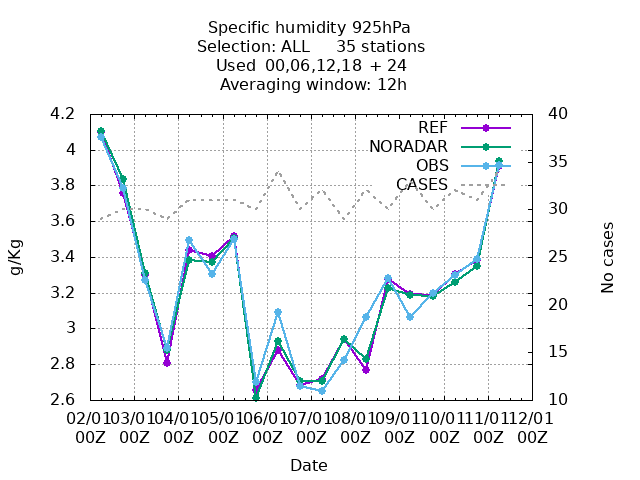 Specific humidity 925hPa
Selection: ALL 35 stations
Used 00,06,12,18 + 24
Averaging window: 12h
4.2
4
3.8
3.6
3.4
3.2
3
2.8
2.6
g/Kg
REF
NORADAR
OBS
CASES
40
35
30
25
20
15
10
No cases
02/01 03/01 04/01 05/01 06/01 07/01 08/01 09/01 10/01 11/01 12/01
00Z 00Z 00Z 00Z 00Z 00Z 00Z 00Z 00Z 00Z 00Z
Date